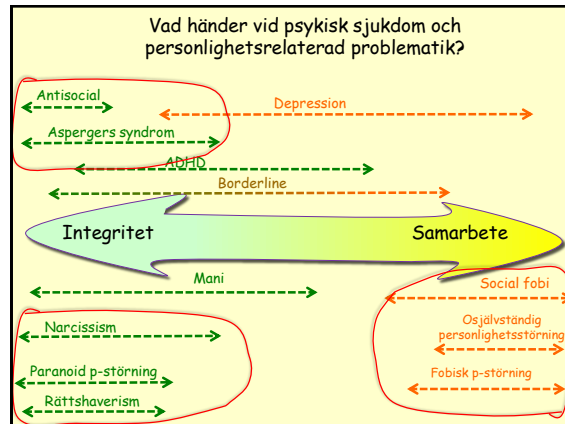 Vad händer vid psykisk sjukdom och
personlighetsrelaterad problematik?
Antisocial
Depression
Aspergers syndrom
ADHD
Borderline
Integritet
Samarbete
Mani
Social fobi
Narcissism
Osjälvständig
personlighetsstörning
Paranoid p-störning
Fobisk p-störning
Rättshaverism